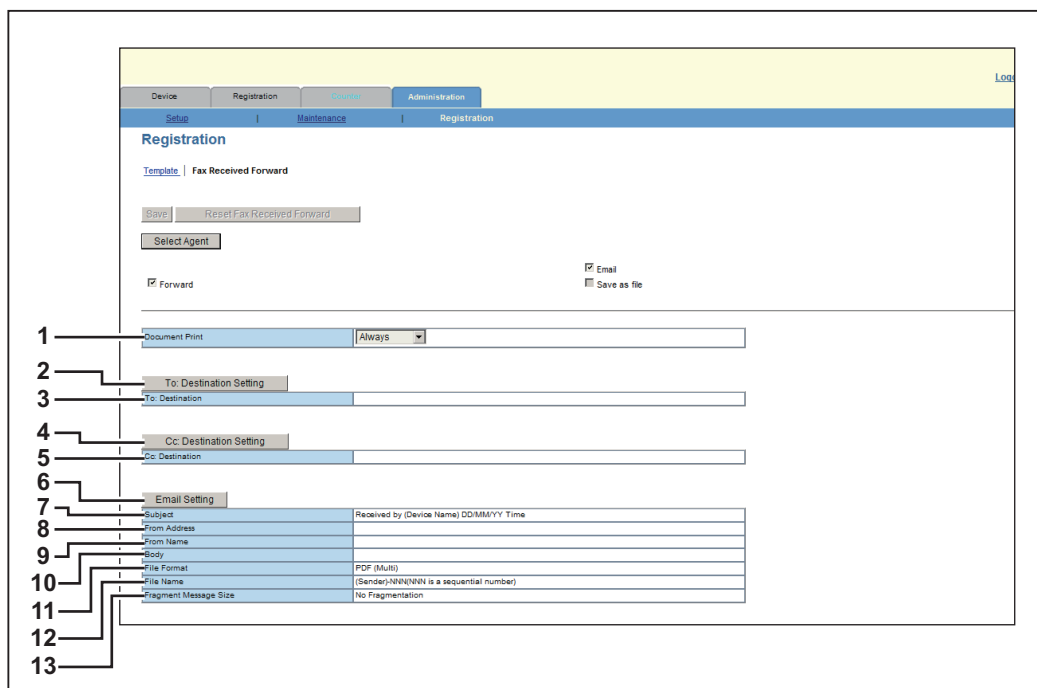 Logo
Device Registration Counter Administration
Setup | Maintenance | Registration
Registration
Template | Fax Received Forward
Save Reset Fax Received Forward
Select Agent
Email
Forward
Save as file
1 Document Print Always
2 To: Destination Setting
3 To: Destination
4 Cc: Destination Setting
5 Cc: Destination
6 Email Setting
7 Subject Received by (Device Name) DD/MM/YY Time
8 From Address
9 From Name
10 Body
11 File Format PDF (Multi)
12 File Name (Sender)-NNN(NNN is a sequential number)
13 Fragment Message Size No Fragmentation